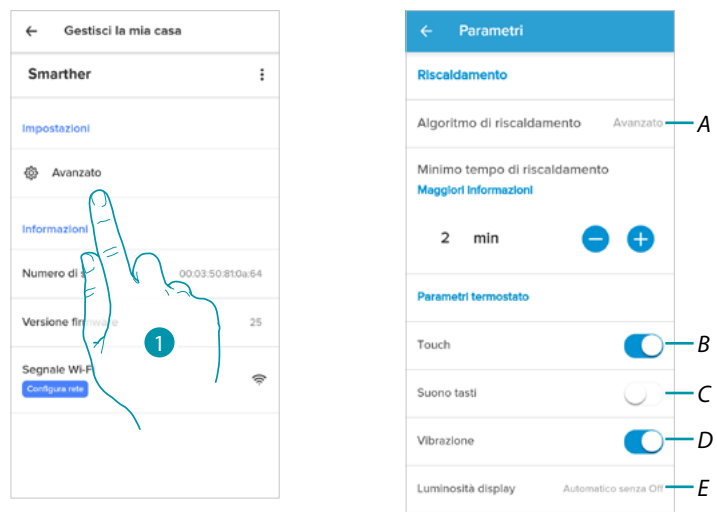 Gestisci la mia casa
Smarther
Impostazioni
Avanzato
Informazioni
Numero di s 00:03:50:81:0a:64
Versione fir 25
Segnale Wi-F
Configura rete
1
Parametri
Riscaldamento
Algoritmo di riscaldamento Avanzato A
Minimo tempo di riscaldamento
Maggiori Informazioni
2 min
Parametri termostato
Touch B
Suono tasti C
Vibrazione D
Luminosità display Automatico senza Off E